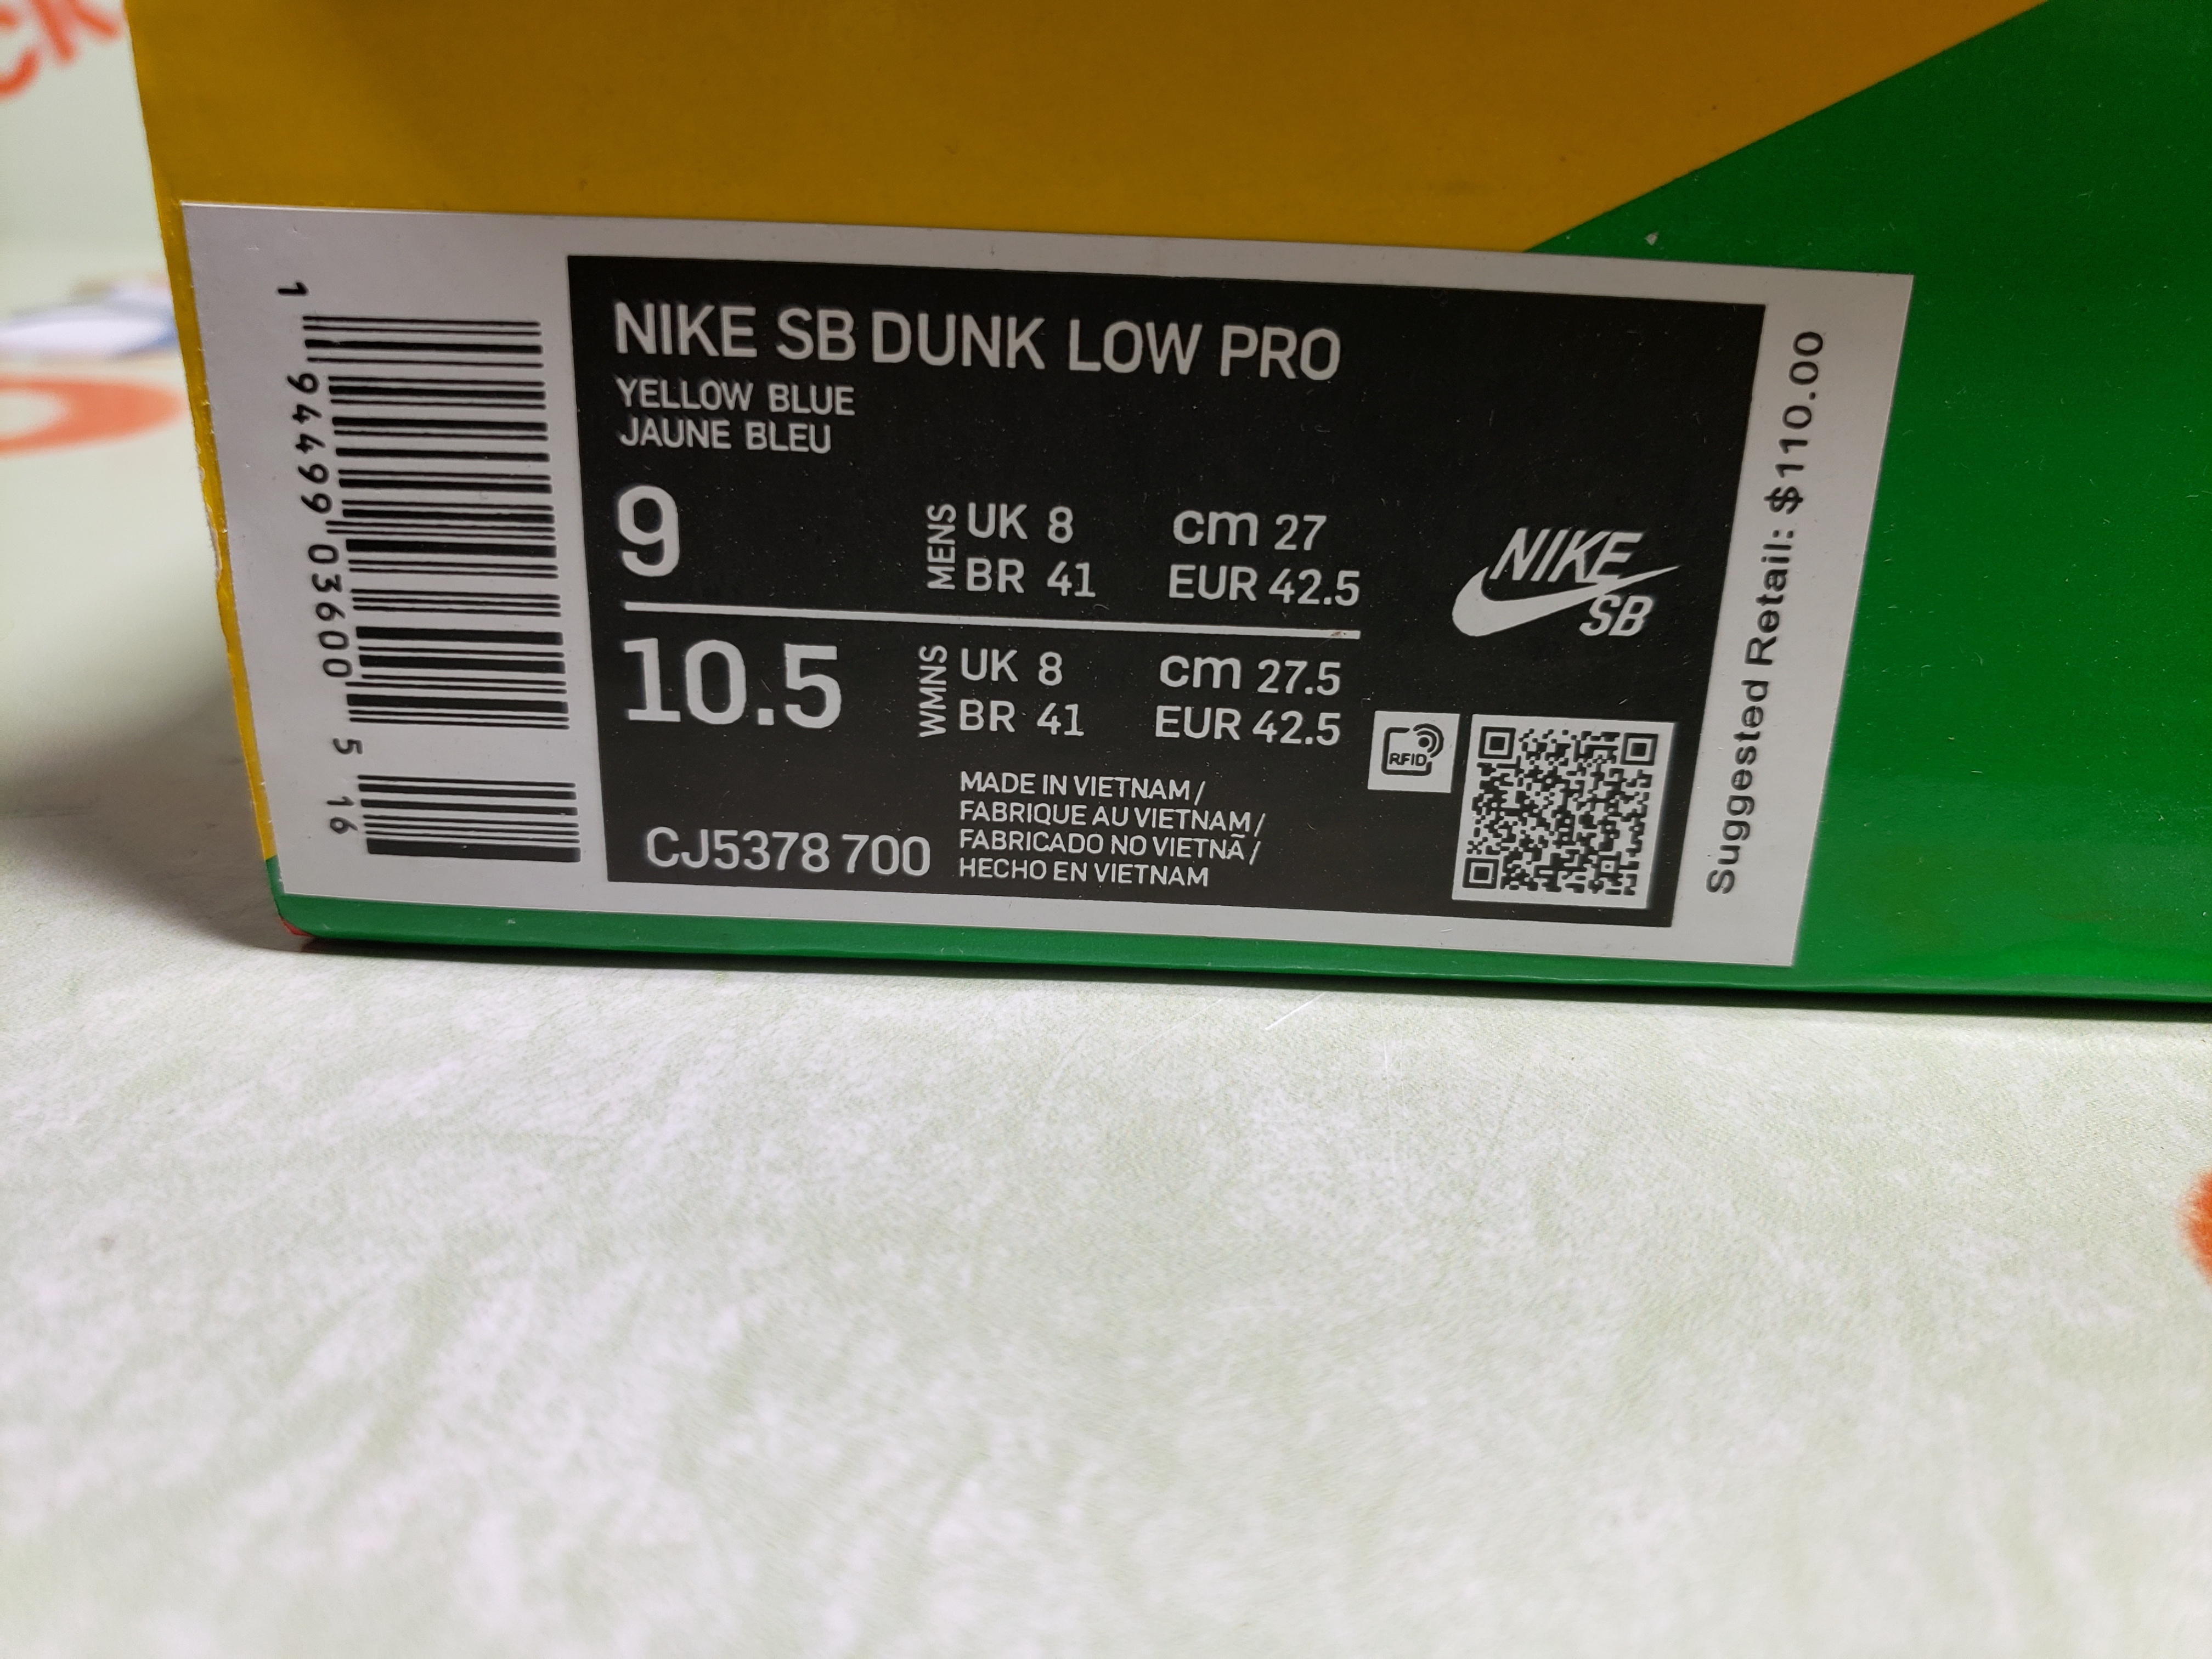 NIKE SB DUNK LOW PRO
YELLOW BLUE
JAUNE BLEU
9
MENS
UK 8
cm 27
BR 41
EUR 42.5
10.5
WMNS
UK 8
cm 27.5
BR 41
EUR 42.5
NIKE
SB
RFID
MADE IN VIETNAM /
FABRIQUE AU VIETNAM /
FABRICADO NO VIETNÃ /
HECHO EN VIETNAM
CJ5378 700
1 94499 03600 5 16
Suggested Retail: $110.00